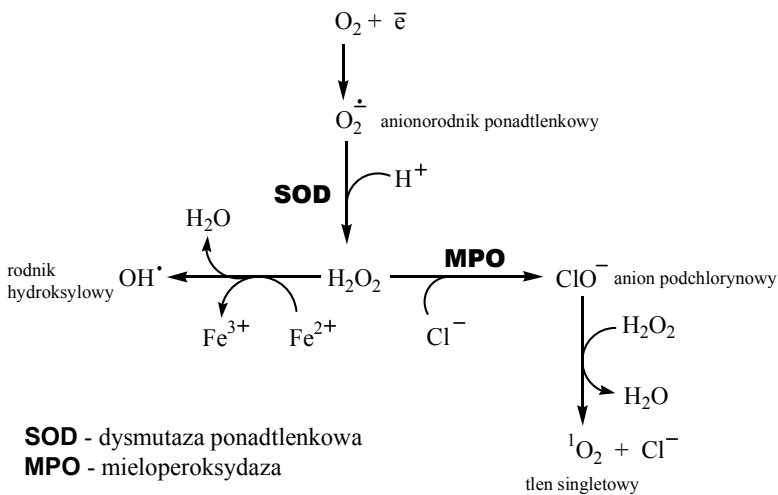 O₂ + e̅
O₂∸ anionorodnik ponadtlenkowy
SOD H⁺
H₂O
rodnik
hydroksylowy OH• H₂O₂ MPO ClO⁻ anion podchlorynowy
Fe³⁺ Fe²⁺ Cl⁻ H₂O₂
H₂O
SOD - dysmutaza ponadtlenkowa
MPO - mieloperoksydaza
¹O₂ + Cl⁻
tlen singletowy